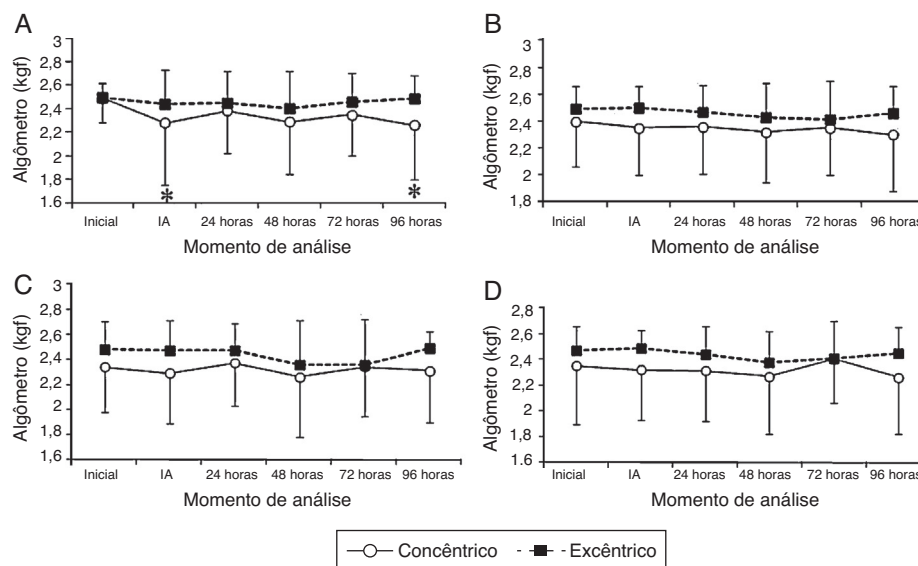 A
Algômetro (kgf)
3
2,8
2,6
2,4
2,2
2
1,8
1.6
*
*
Inicial IA 24 horas 48 horas 72 horas 96 horas
Momento de análise
B
Algômetro (kgf)
3
2,8
2,6
2,4
2,2
2
1,8
Inicial IA 24 horas 48 horas 72 horas 96 horas
Momento de análise
C
Algômetro (kgf)
3
2,8
2,6
2,4
2,2
2
1,8
1,6
Inicial IA 24 horas 48 horas 72 horas 96 horas
Momento de análise
D
Algômetro (kgf)
2.8
2,6
2,4
2,2
2
1,8
1.6
Inicial IA 24 horas 48 horas 72 horas 96 horas
Momento de análise
Concêntrico Excêntrico